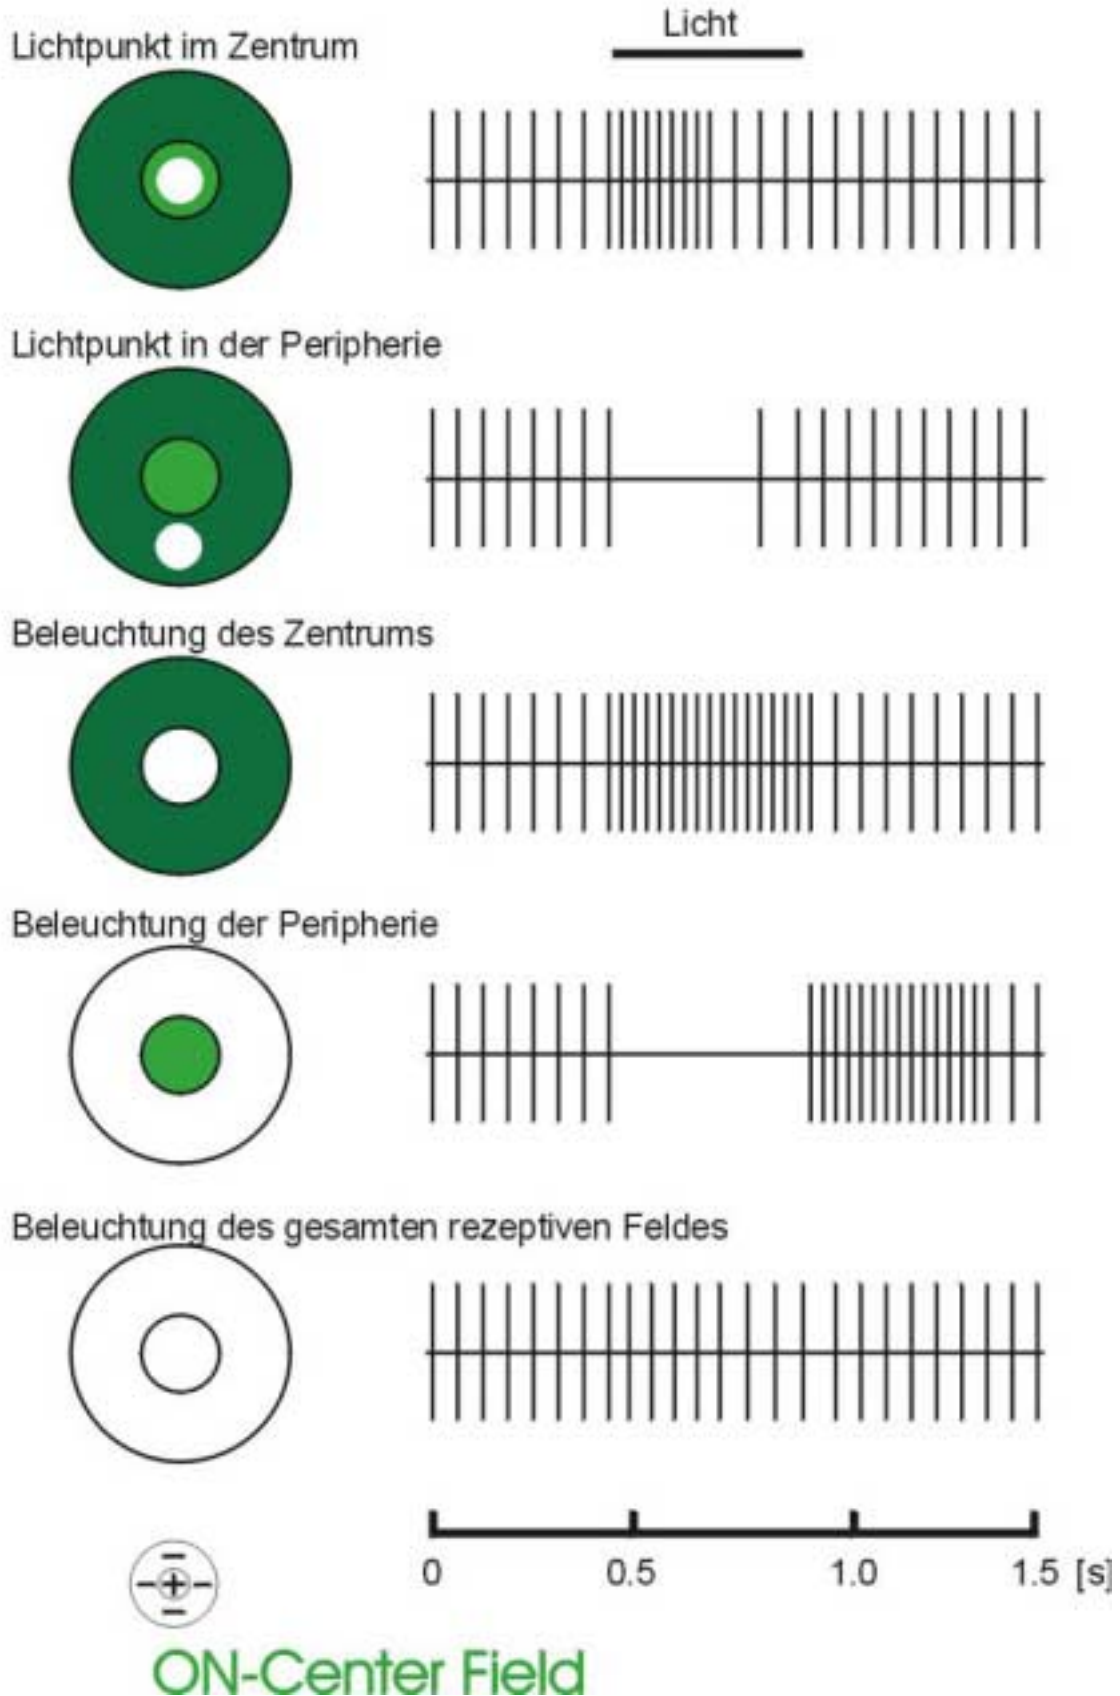 Licht
Lichtpunkt im Zentrum
Lichtpunkt in der Peripherie
Beleuchtung des Zentrums
Beleuchtung der Peripherie
Beleuchtung des gesamten rezeptiven Feldes
0 0.5 1.0 1.5 [s]
ON-Center Field